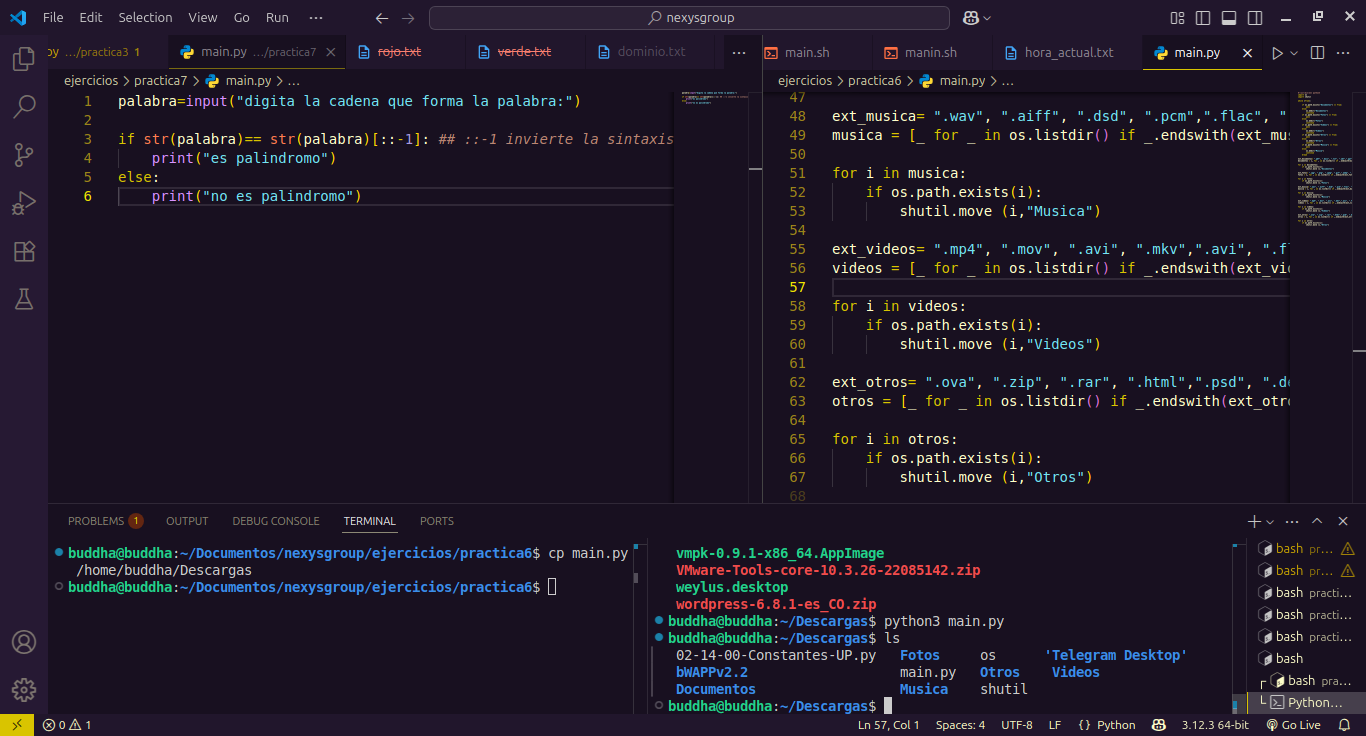 File Edit Selection View Go Run ··· nexysgroup
py .../practica3 1 main.py .../practica7 rojo.txt verde.txt dominio.txt ···
main.sh manin.sh hora_actual.txt main.py
ejercicios > practica7 > main.py > ...
1 palabra=input("digita la cadena que forma la palabra:")
2
3 if str(palabra)== str(palabra)[::-1]: ## ::-1 invierte la sintaxis
4 print("es palindromo")
5 else:
6 print("no es palindromo")
ejercicios > practica6 > main.py > ...
47
48 ext_musica= ".wav", ".aiff", ".dsd", ".pcm",".flac", "
49 musica = [_ for _ in os.listdir() if _.endswith(ext_mus
50
51 for i in musica:
52 if os.path.exists(i):
53 shutil.move (i,"Musica")
54
55 ext_videos= ".mp4", ".mov", ".avi", ".mkv",".avi", ".fl
56 videos = [_ for _ in os.listdir() if _.endswith(ext_vid
57
58 for i in videos:
59 if os.path.exists(i):
60 shutil.move (i,"Videos")
61
62 ext_otros= ".ova", ".zip", ".rar", ".html",".psd", ".do
63 otros = [_ for _ in os.listdir() if _.endswith(ext_otro
64
65 for i in otros:
66 if os.path.exists(i):
67 shutil.move (i,"Otros")
68
PROBLEMS 1 OUTPUT DEBUG CONSOLE TERMINAL PORTS
buddha@buddha:~/Documentos/nexysgroup/ejercicios/practica6$ cp main.py
/home/buddha/Descargas
buddha@buddha:~/Documentos/nexysgroup/ejercicios/practica6$
vmpk-0.9.1-x86_64.AppImage
VMware-Tools-core-10.3.26-22085142.zip
weylus.desktop
wordpress-6.8.1-es_CO.zip
buddha@buddha:~/Descargas$ python3 main.py
buddha@buddha:~/Descargas$ ls
02-14-00-Constantes-UP.py Fotos os 'Telegram Desktop'
bWAPPv2.2 main.py Otros Videos
Documentos Musica shutil
buddha@buddha:~/Descargas$
bash pr...
bash pr...
bash practi...
bash practi...
bash practi...
bash
bash pra...
Python...
0 1 Ln 57, Col 1 Spaces: 4 UTF-8 LF {} Python 3.12.3 64-bit Go Live